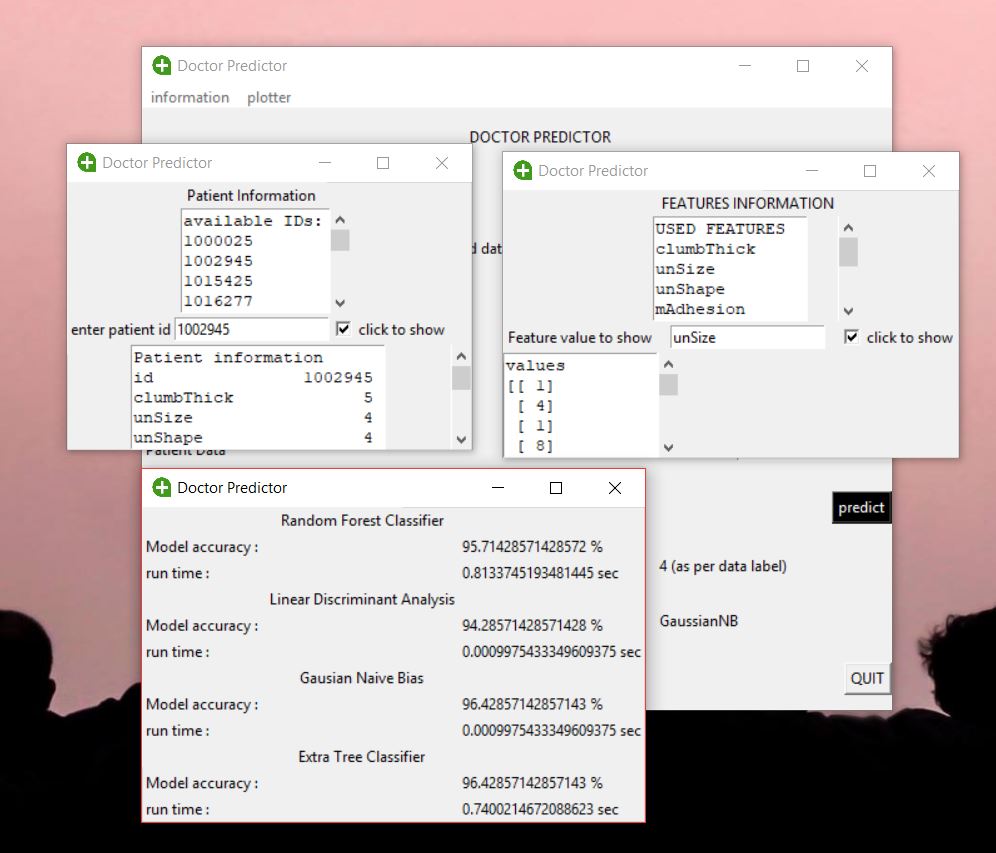 Doctor Predictor
information plotter
DOCTOR PREDICTOR
Doctor Predictor
Patient Information
available IDs:
1000025
1002945
1015425
1016277
enter patient id 1002945 click to show
Patient information
id 1002945
clumbThick 5
unSize 4
unShape 4
Doctor Predictor
FEATURES INFORMATION
USED FEATURES
clumbThick
unSize
unShape
mAdhesion
Feature value to show unSize click to show
values
[[ 1]
[ 4]
[ 1]
[ 8]
Patient Data
predict
4 (as per data label)
GaussianNB
QUIT
Doctor Predictor
Random Forest Classifier
Model accuracy : 95.71428571428572 %
run time : 0.8133745193481445 sec
Linear Discriminant Analysis
Model accuracy : 94.28571428571428 %
run time : 0.0009975433349609375 sec
Gausian Naive Bias
Model accuracy : 96.42857142857143 %
run time : 0.0009975433349609375 sec
Extra Tree Classifier
Model accuracy : 96.42857142857143 %
run time : 0.7400214672088623 sec